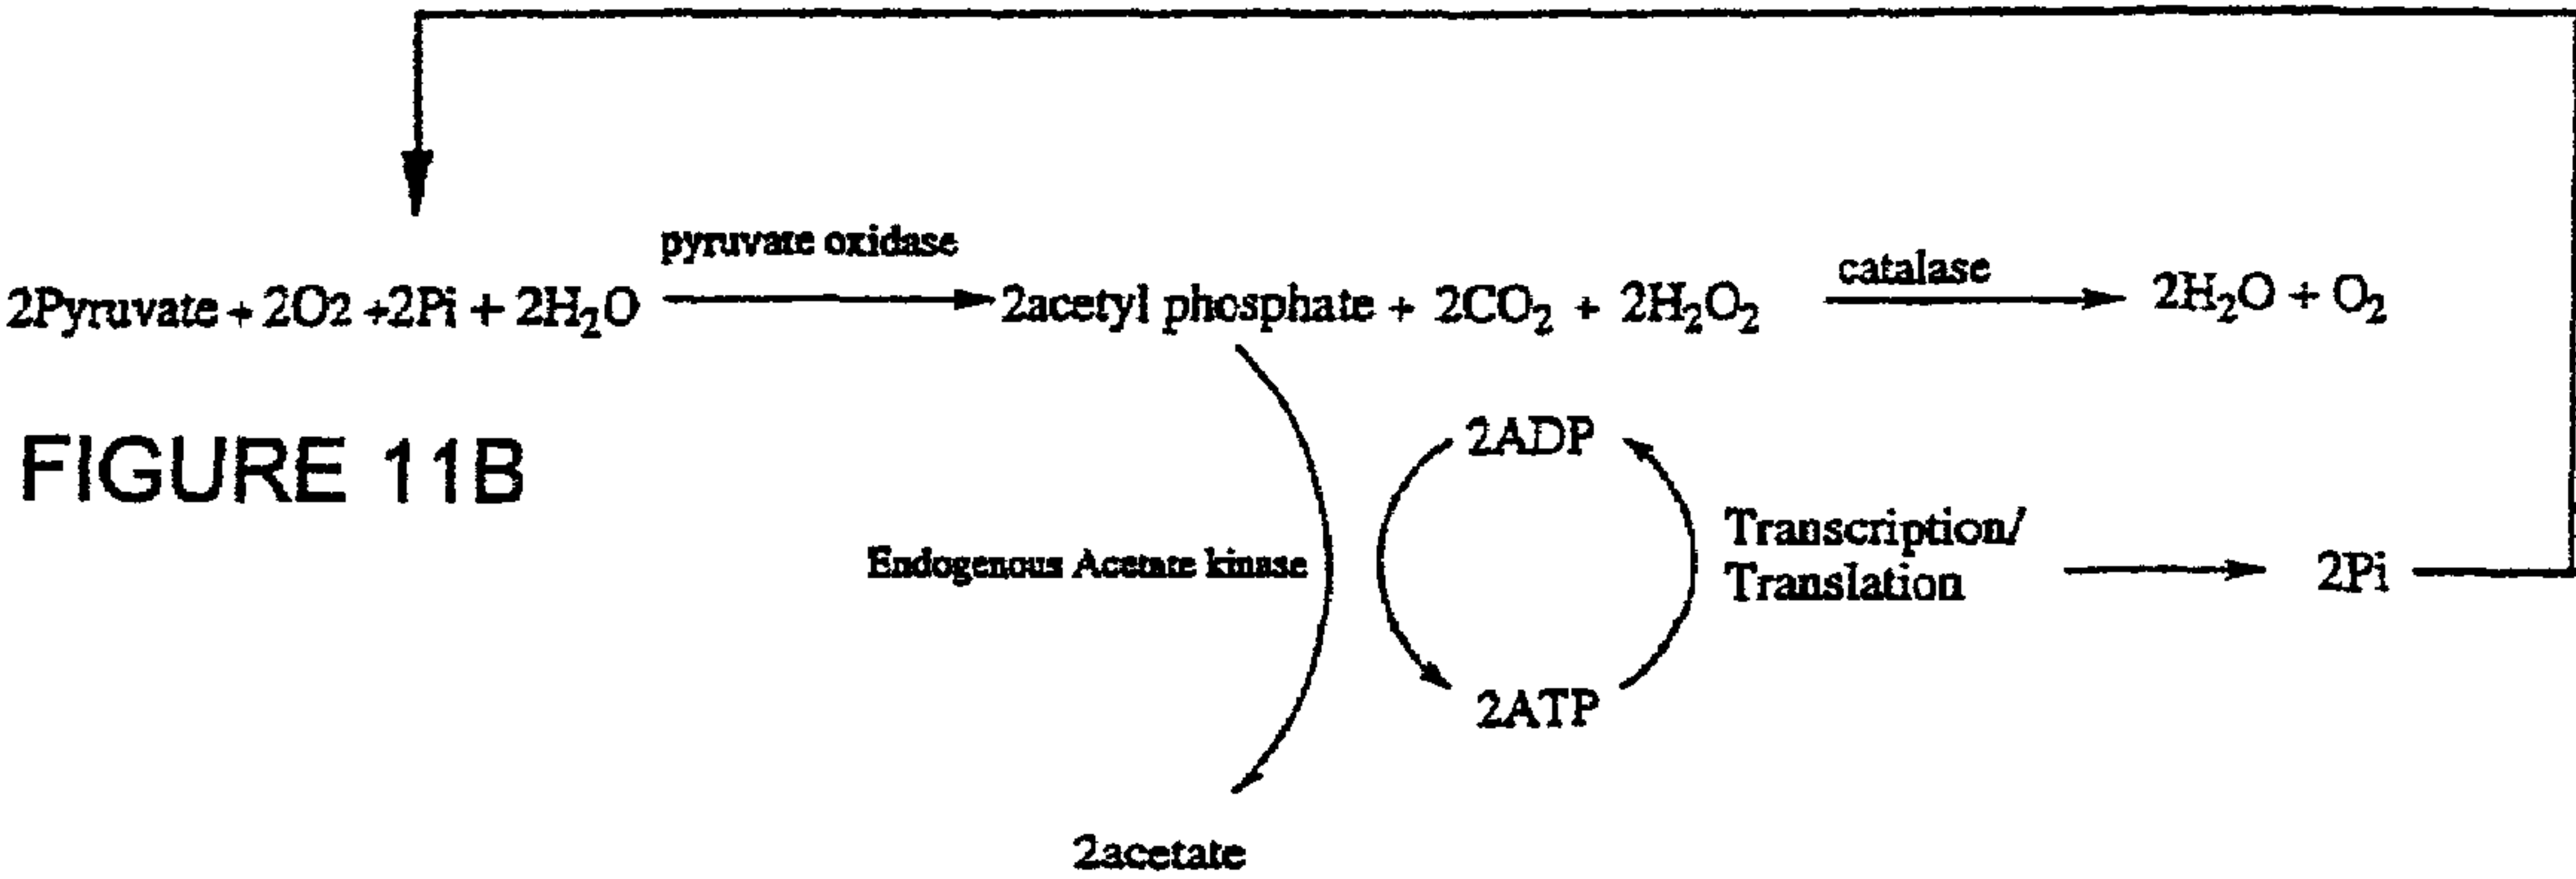 pyruvate oxidase
catalase
2Pyruvate + 2O2 +2Pi + 2H₂O
2acetyl phosphate + 2CO₂ + 2H₂O₂
2H₂O + O₂
FIGURE 11B
2ADP
Endogenous Acetate kinase
Transcription/
Translation
2Pi
2ATP
2acetate